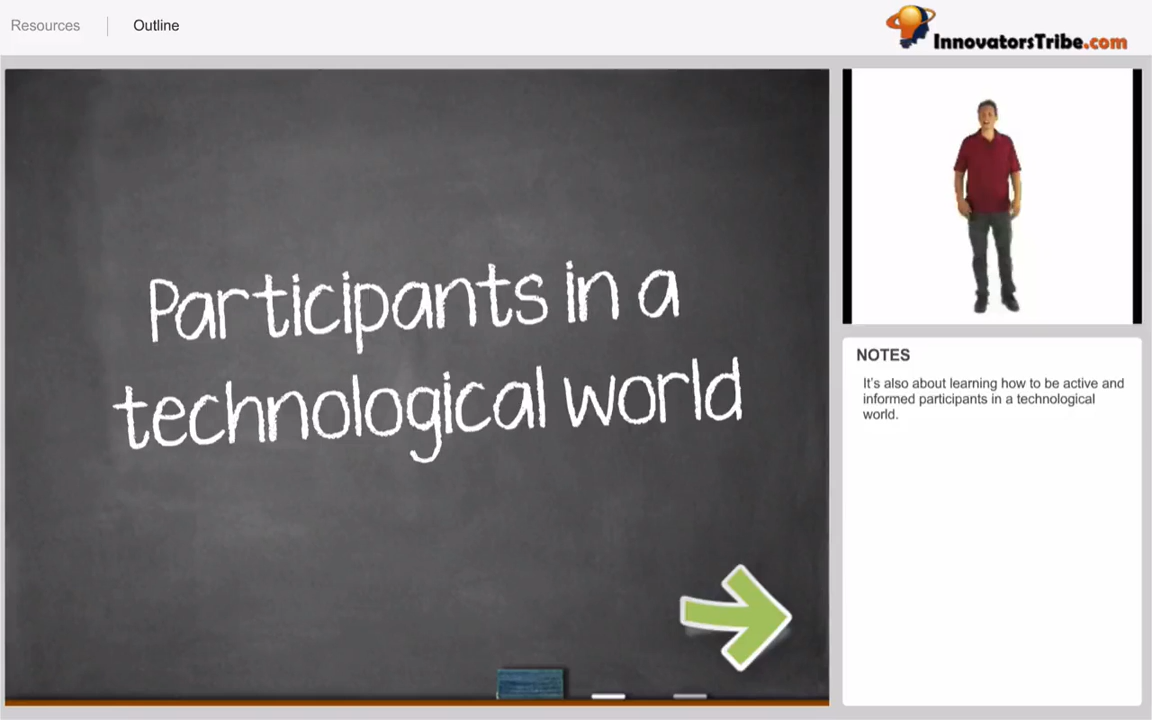 Resources
Outline
InnovatorsTribe.com
Participants in a
technological world
NOTES
It's also about learning how to be active and
informed participants in a technological
world.